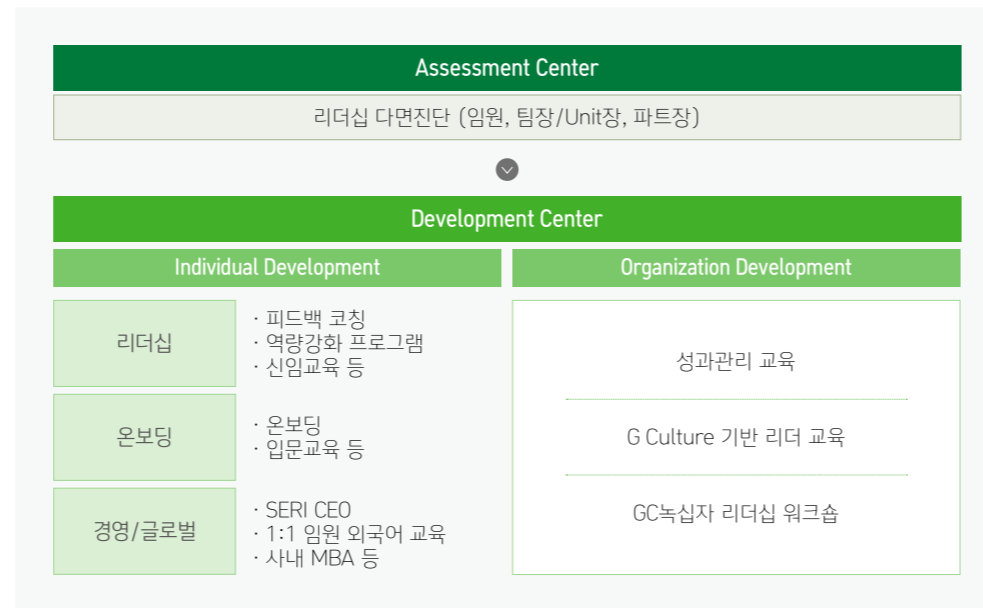 Assessment Center
리더십 다면진단 (임원, 팀장/Unit장, 파트장)
Development Center
Individual Development
리더십
· 피드백 코칭
· 역량강화 프로그램
· 신임교육 등
온보딩
· 온보딩
· 입문교육 등
경영/글로벌
· SERI CEO
· 1:1 임원 외국어 교육
· 사내 MBA 등
Organization Development
성과관리 교육
G Culture 기반 리더 교육
GC녹십자 리더십 워크숍